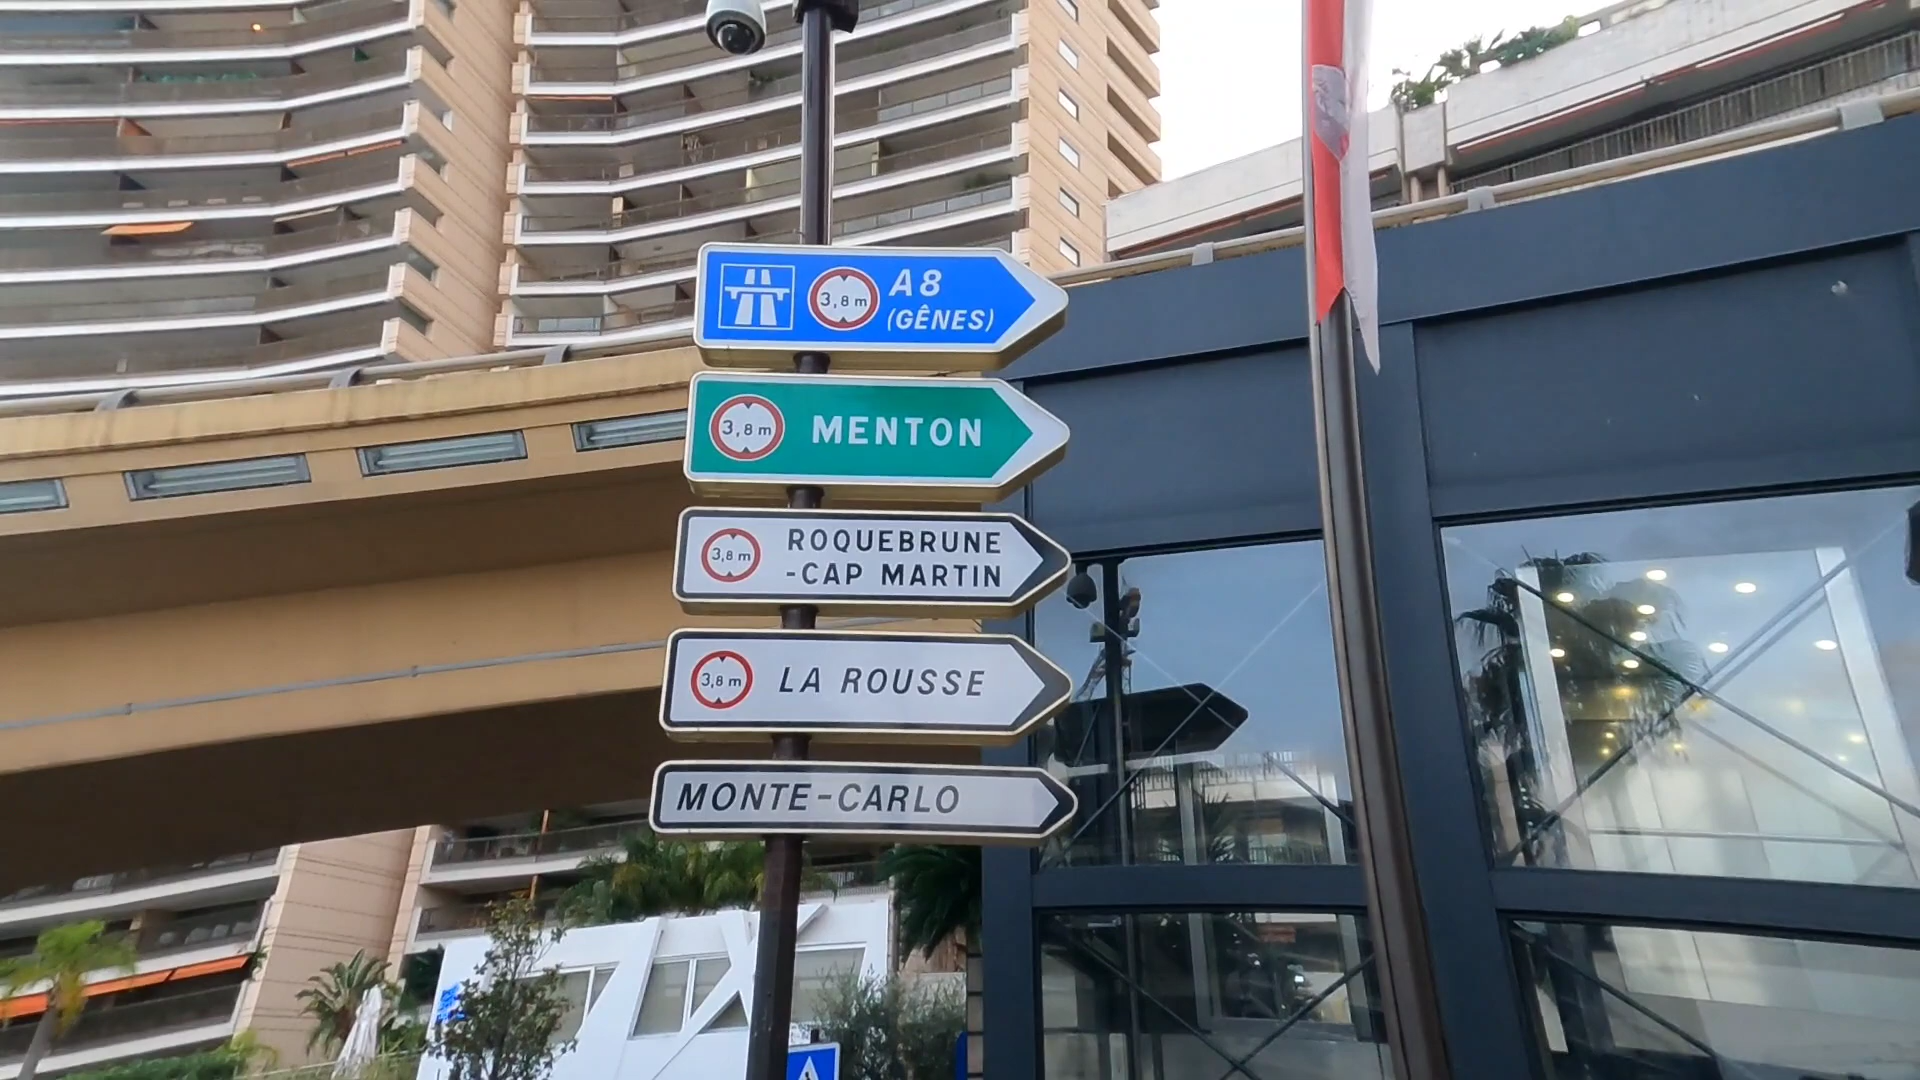 3,8 m
A8
(GÊNES)
3,8 m
MENTON
3,8 m
ROQUEBRUNE
-CAP MARTIN
3,8 m
LA ROUSSE
MONTE-CARLO